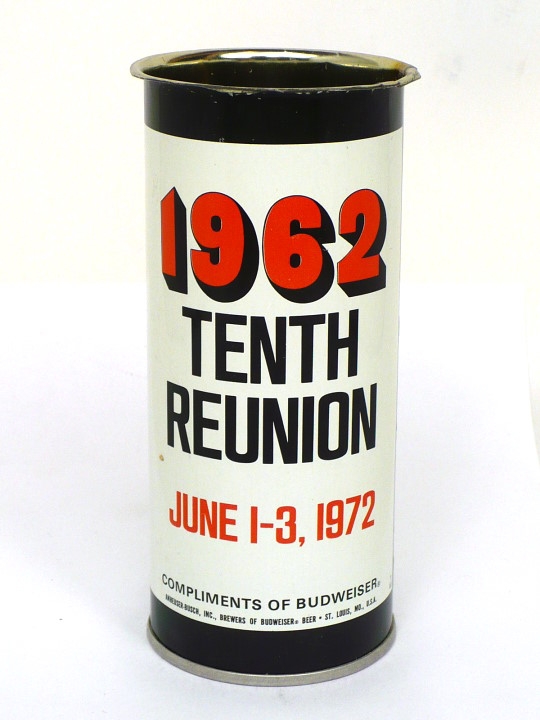 1962
TENTH
REUNION
JUNE 1-3, 1972
COMPLIMENTS OF BUDWEISER®
ANHEUSER-BUSCH, INC., BREWERS OF BUDWEISER® BEER • ST. LOUIS, MO., U.S.A.